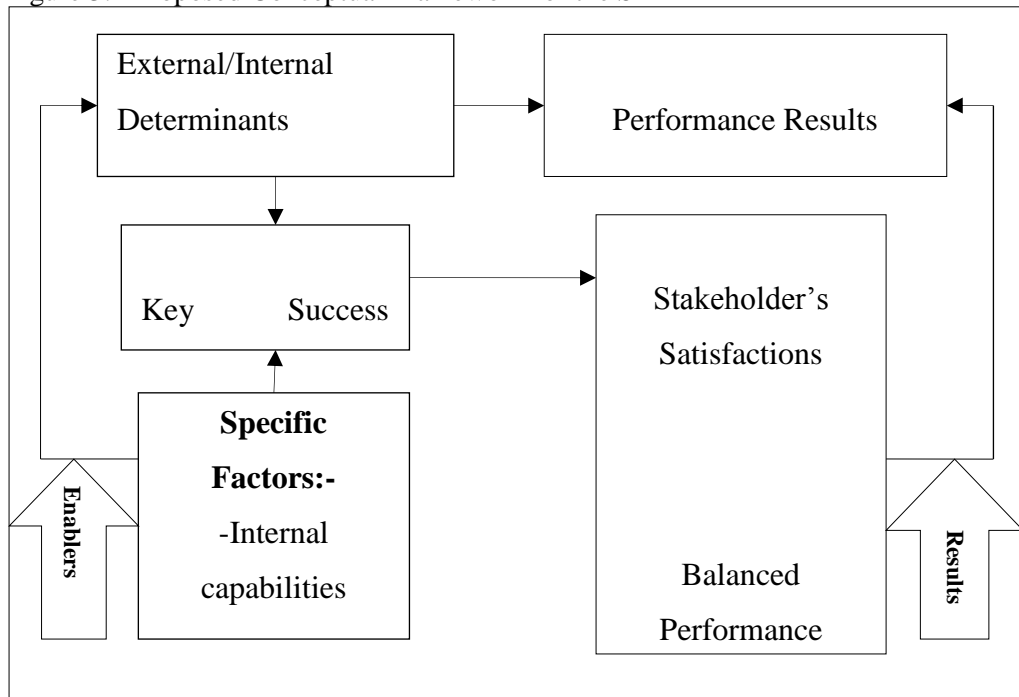 External/Internal
Determinants
Performance Results
Key Success
Stakeholder’s
Satisfactions
Balanced
Performance
Specific
Factors:-
-Internal
capabilities
Enablers
Results